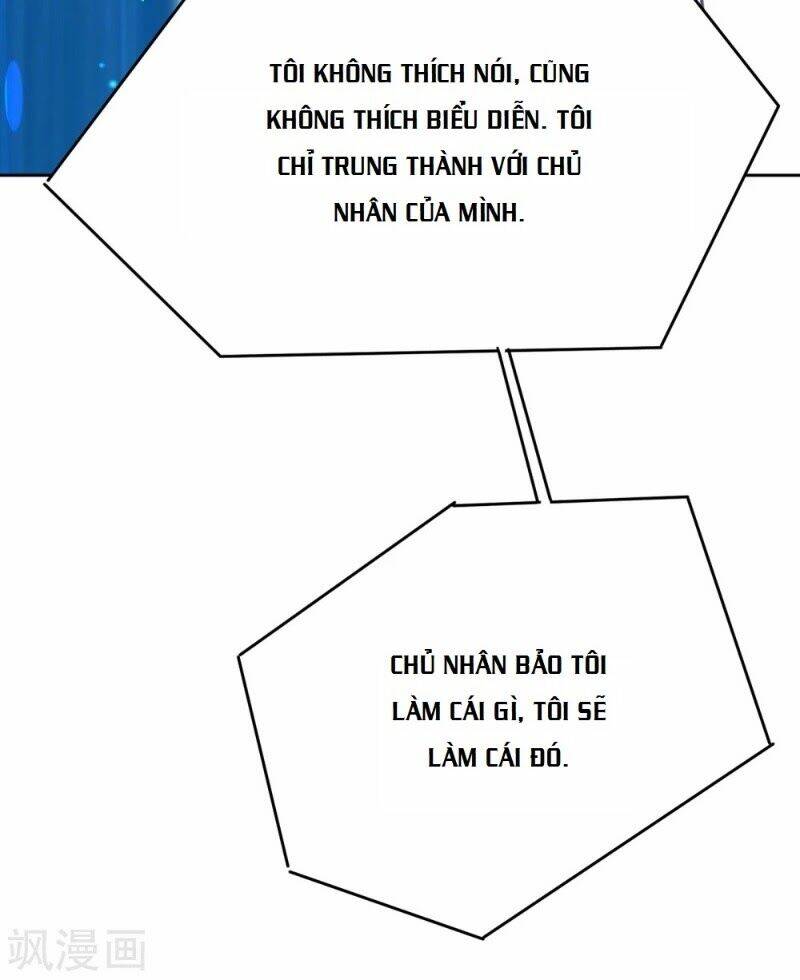 TÔI KHÔNG THÍCH NÓI, CŨNG
KHÔNG THÍCH BIỂU DIỄN. TÔI
CHỈ TRUNG THÀNH VỚI CHỦ
NHÂN CỦA MÌNH.
CHỦ NHÂN BẢO TÔI
LÀM CÁI GÌ, TÔI SẼ
LÀM CÁI ĐÓ.
飒漫画